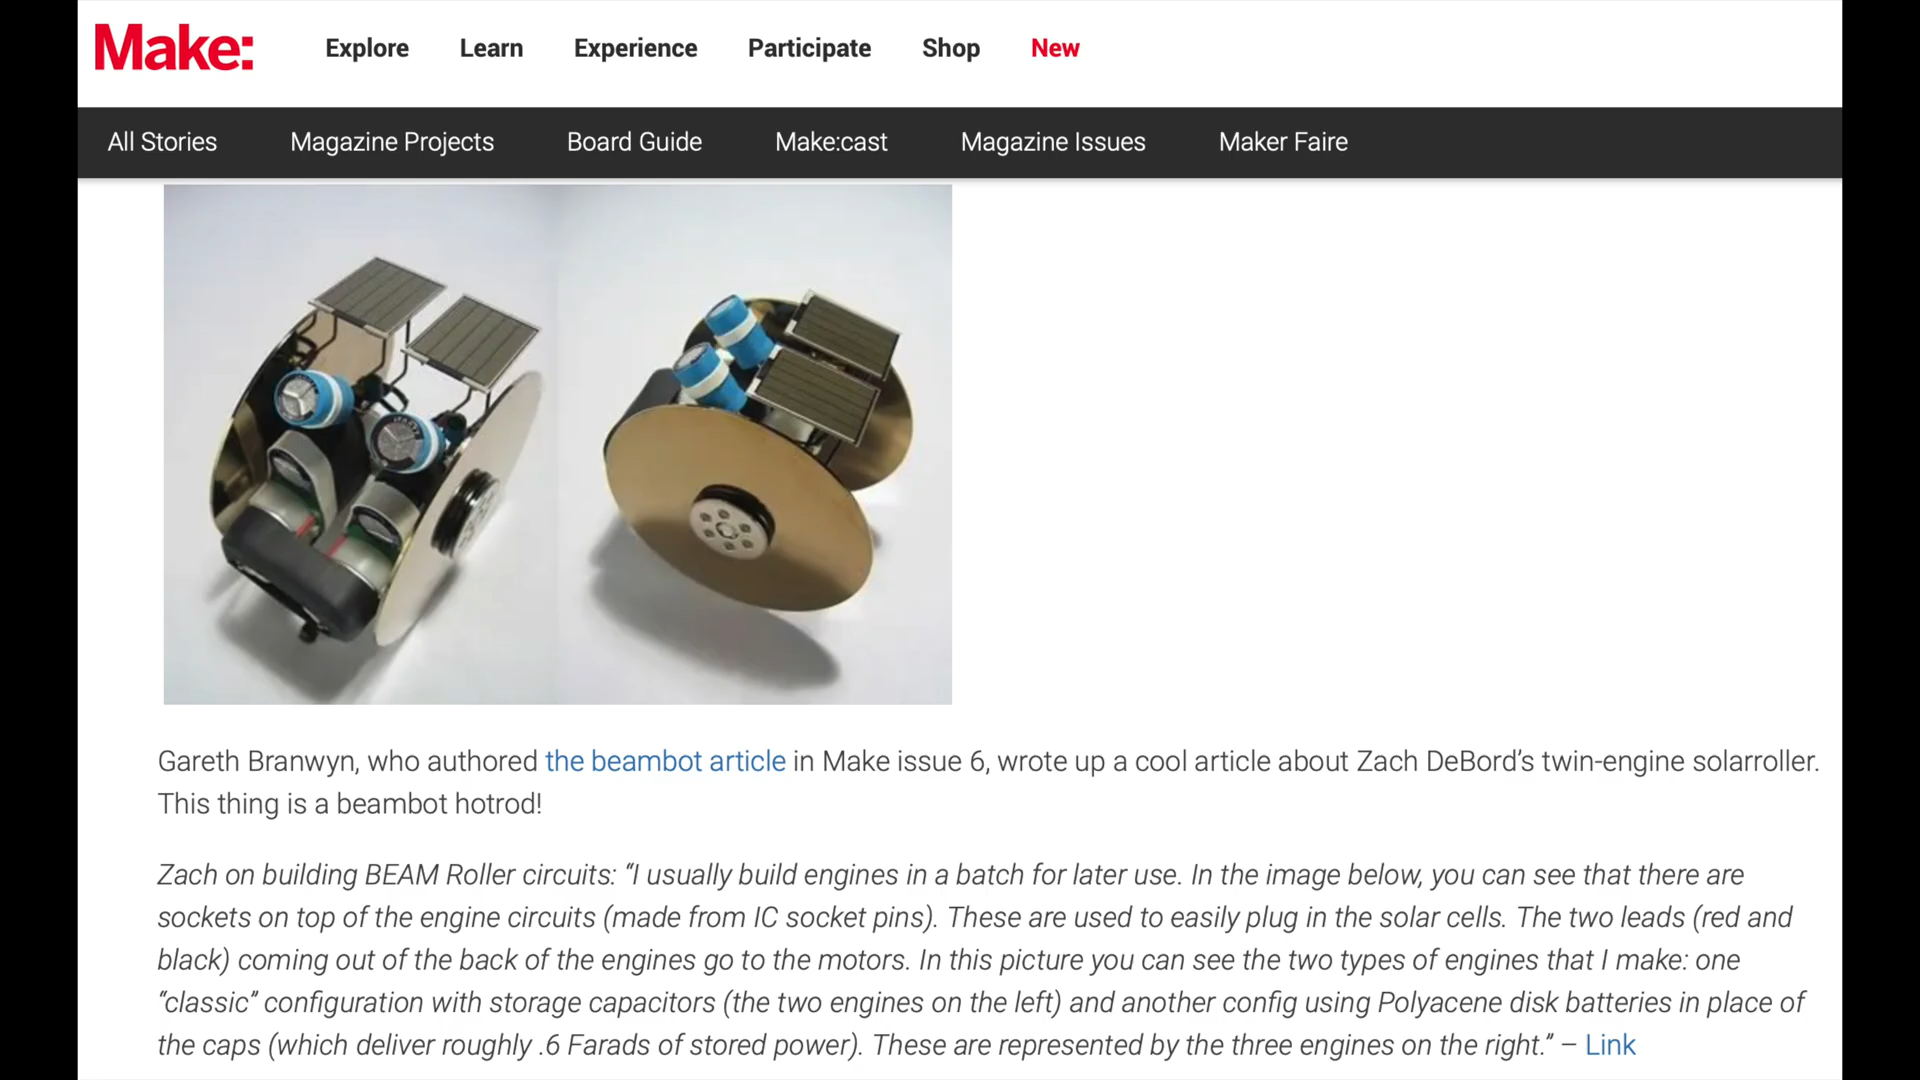 Make:
Explore Learn Experience Participate Shop New
All Stories Magazine Projects Board Guide Make:cast Magazine Issues Maker Faire
Gareth Branwyn, who authored the beambot article in Make issue 6, wrote up a cool article about Zach DeBord’s twin-engine solarroller.
This thing is a beambot hotrod!
Zach on building BEAM Roller circuits: “I usually build engines in a batch for later use. In the image below, you can see that there are
sockets on top of the engine circuits (made from IC socket pins). These are used to easily plug in the solar cells. The two leads (red and
black) coming out of the back of the engines go to the motors. In this picture you can see the two types of engines that I make: one
“classic” configuration with storage capacitors (the two engines on the left) and another config using Polyacene disk batteries in place of
the caps (which deliver roughly .6 Farads of stored power). These are represented by the three engines on the right.” – Link